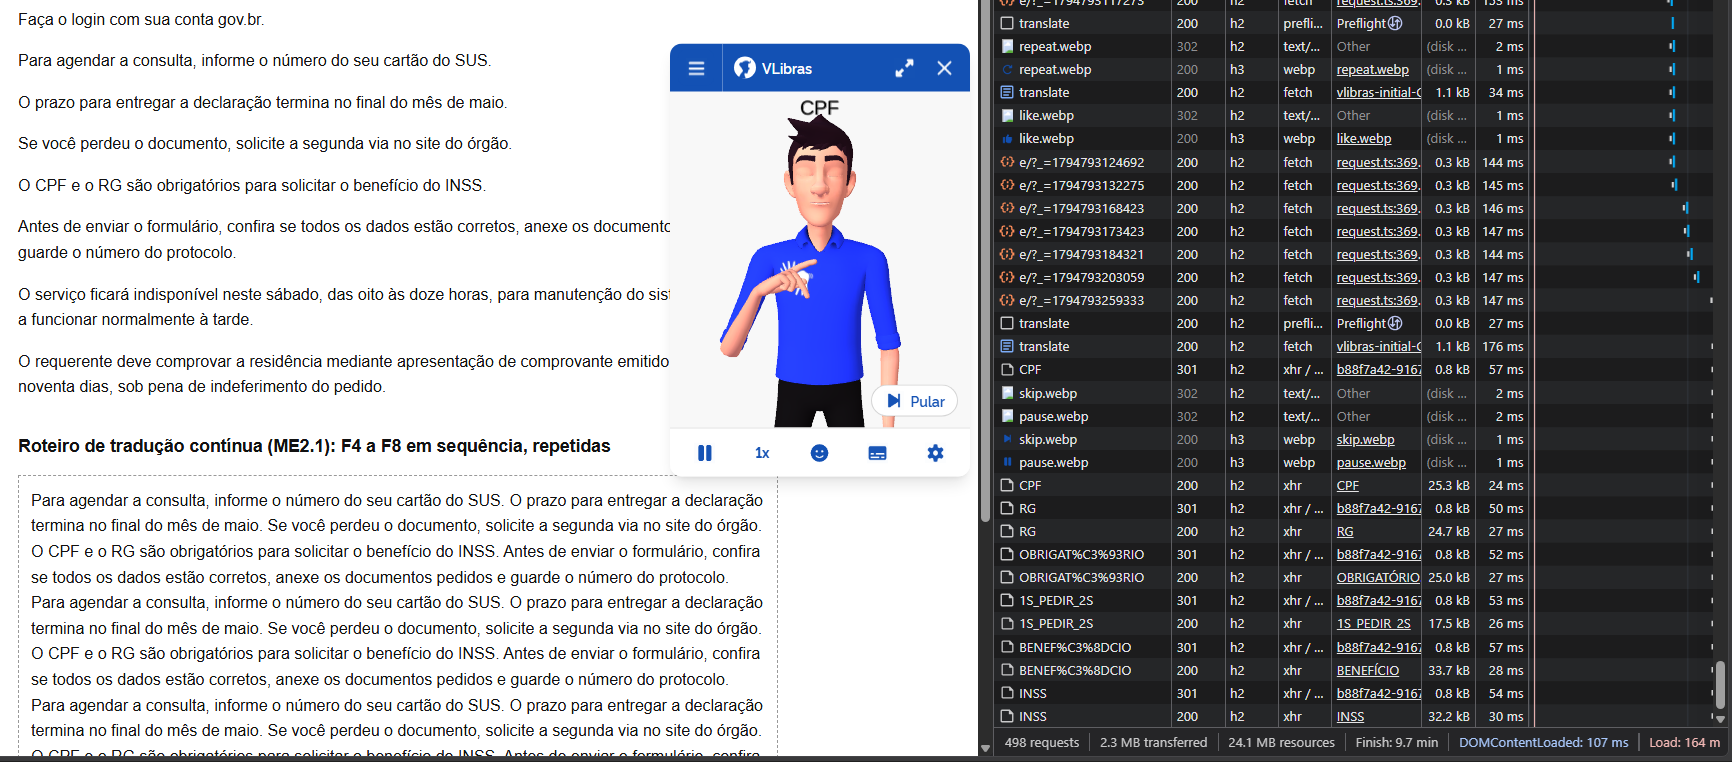 Faça o login com sua conta gov.br.
Para agendar a consulta, informe o número do seu cartão do SUS.
O prazo para entregar a declaração termina no final do mês de maio.
Se você perdeu o documento, solicite a segunda via no site do órgão.
O CPF e o RG são obrigatórios para solicitar o benefício do INSS.
Antes de enviar o formulário, confira se todos os dados estão corretos, anexe os documento
guarde o número do protocolo.
O serviço ficará indisponível neste sábado, das oito às doze horas, para manutenção do sis
a funcionar normalmente à tarde.
O requerente deve comprovar a residência mediante apresentação de comprovante emitido
noventa dias, sob pena de indeferimento do pedido.
Roteiro de tradução contínua (ME2.1): F4 a F8 em sequência, repetidas
Para agendar a consulta, informe o número do seu cartão do SUS. O prazo para entregar a declaração
termina no final do mês de maio. Se você perdeu o documento, solicite a segunda via no site do órgão.
O CPF e o RG são obrigatórios para solicitar o benefício do INSS. Antes de enviar o formulário, confira
se todos os dados estão corretos, anexe os documentos pedidos e guarde o número do protocolo.
Para agendar a consulta, informe o número do seu cartão do SUS. O prazo para entregar a declaração
termina no final do mês de maio. Se você perdeu o documento, solicite a segunda via no site do órgão.
O CPF e o RG são obrigatórios para solicitar o benefício do INSS. Antes de enviar o formulário, confira
se todos os dados estão corretos, anexe os documentos pedidos e guarde o número do protocolo.
Para agendar a consulta, informe o número do seu cartão do SUS. O prazo para entregar a declaração
termina no final do mês de maio. Se você perdeu o documento, solicite a segunda via no site do órgão.
O CPF e o RG são obrigatórios para solicitar o benefício do INSS. Antes de enviar o formulário, confira
VLibras
CPF
Pular
1x
e/?_=1794793117273 200 h2 fetch request.ts:369. 0.3 kB 153 ms
translate 200 h2 prefli... Preflight 0.0 kB 27 ms
repeat.webp 302 h2 text/... Other (disk ... 2 ms
repeat.webp 200 h3 webp repeat.webp (disk ... 1 ms
translate 200 h2 fetch vlibras-initial-C 1.1 kB 34 ms
like.webp 302 h2 text/... Other (disk ... 1 ms
like.webp 200 h3 webp like.webp (disk ... 1 ms
e/?_=1794793124692 200 h2 fetch request.ts:369. 0.3 kB 144 ms
e/?_=1794793132275 200 h2 fetch request.ts:369. 0.3 kB 145 ms
e/?_=1794793168423 200 h2 fetch request.ts:369. 0.3 kB 146 ms
e/?_=1794793173423 200 h2 fetch request.ts:369. 0.3 kB 147 ms
e/?_=1794793184321 200 h2 fetch request.ts:369. 0.3 kB 144 ms
e/?_=1794793203059 200 h2 fetch request.ts:369. 0.3 kB 147 ms
e/?_=1794793259333 200 h2 fetch request.ts:369. 0.3 kB 147 ms
translate 200 h2 prefli... Preflight 0.0 kB 27 ms
translate 200 h2 fetch vlibras-initial-C 1.1 kB 176 ms
CPF 301 h2 xhr / ... b88f7a42-9167 0.8 kB 57 ms
skip.webp 302 h2 text/... Other (disk ... 2 ms
pause.webp 302 h2 text/... Other (disk ... 2 ms
skip.webp 200 h3 webp skip.webp (disk ... 1 ms
pause.webp 200 h3 webp pause.webp (disk ... 1 ms
CPF 200 h2 xhr CPF 25.3 kB 24 ms
RG 301 h2 xhr / ... b88f7a42-9167 0.8 kB 50 ms
RG 200 h2 xhr RG 24.7 kB 27 ms
OBRIGAT%C3%93RIO 301 h2 xhr / ... b88f7a42-9167 0.8 kB 52 ms
OBRIGAT%C3%93RIO 200 h2 xhr OBRIGATÓRIO 25.0 kB 27 ms
1S_PEDIR_2S 301 h2 xhr / ... b88f7a42-9167 0.8 kB 53 ms
1S_PEDIR_2S 200 h2 xhr 1S_PEDIR_2S 17.5 kB 26 ms
BENEF%C3%8DCIO 301 h2 xhr / ... b88f7a42-9167 0.8 kB 57 ms
BENEF%C3%8DCIO 200 h2 xhr BENEFÍCIO 33.7 kB 28 ms
INSS 301 h2 xhr / ... b88f7a42-9167 0.8 kB 54 ms
INSS 200 h2 xhr INSS 32.2 kB 30 ms
498 requests 2.3 MB transferred 24.1 MB resources Finish: 9.7 min DOMContentLoaded: 107 ms Load: 164 m